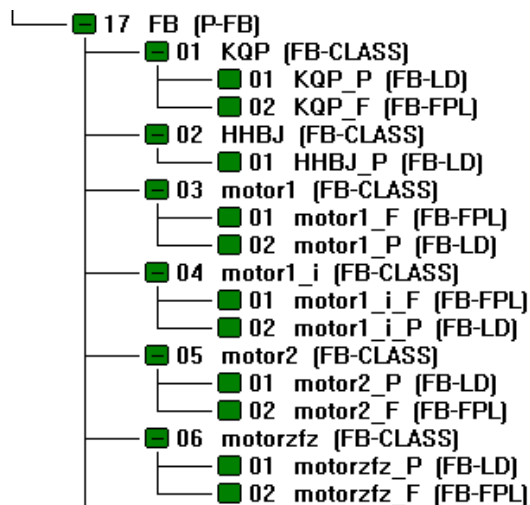 17 FB (P-FB)
01 KQP (FB-CLASS)
01 KQP_P (FB-LD)
02 KQP_F (FB-FPL)
02 HHBJ (FB-CLASS)
01 HHBJ_P (FB-LD)
03 motor1 (FB-CLASS)
01 motor1_F (FB-FPL)
02 motor1_P (FB-LD)
04 motor1_i (FB-CLASS)
01 motor1_i_F (FB-FPL)
02 motor1_i_P (FB-LD)
05 motor2 (FB-CLASS)
01 motor2_P (FB-LD)
02 motor2_F (FB-FPL)
06 motorzfz (FB-CLASS)
01 motorzfz_P (FB-LD)
02 motorzfz_F (FB-FPL)